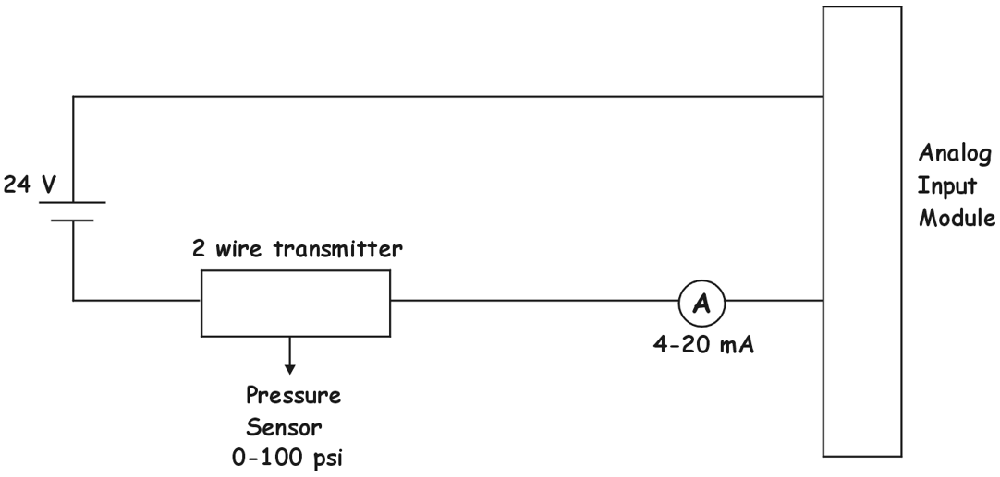 24 V
2 wire transmitter
Pressure
Sensor
0-100 psi
A
4-20 mA
Analog
Input
Module